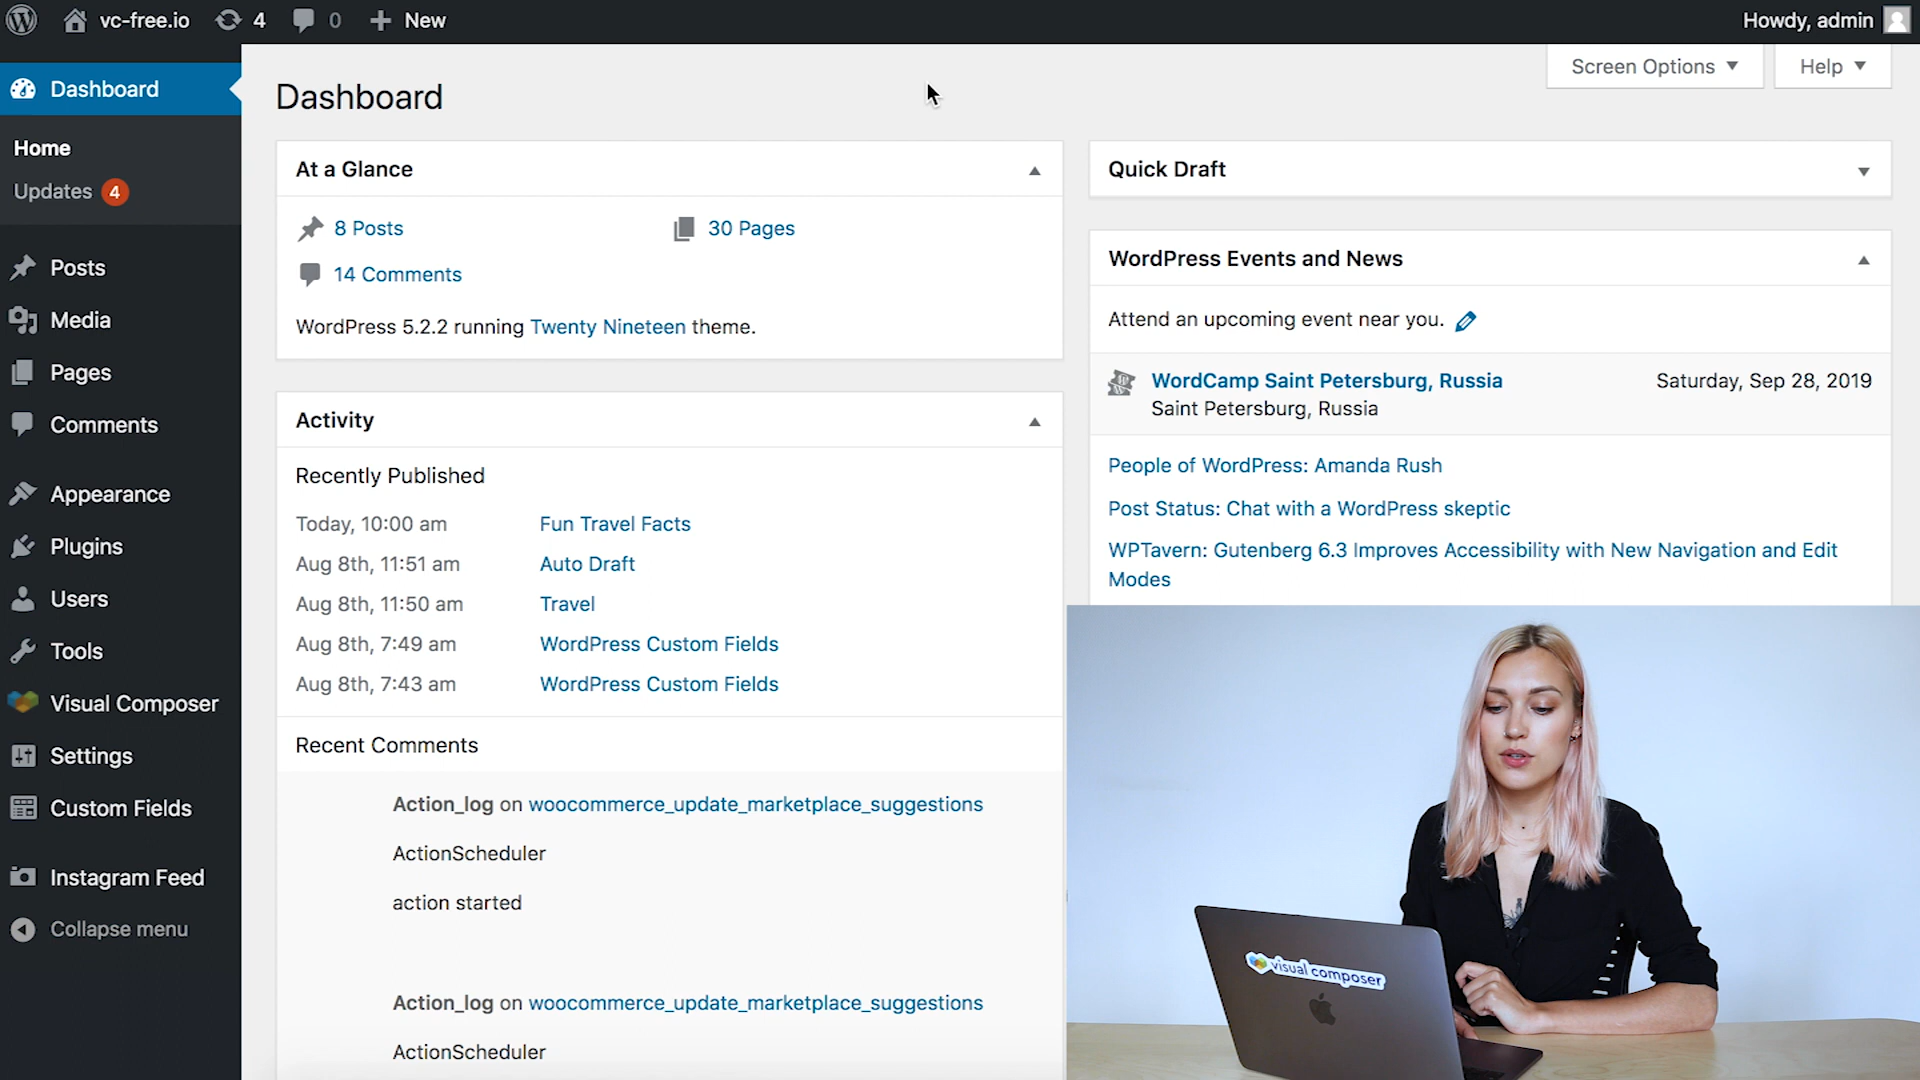 vc-free.io 4 0 New
Howdy, admin
Screen Options
Help
Dashboard
Home
Updates 4
Posts
Media
Pages
Comments
Appearance
Plugins
Users
Tools
Visual Composer
Settings
Custom Fields
Instagram Feed
Collapse menu
Dashboard
At a Glance
8 Posts
30 Pages
14 Comments
WordPress 5.2.2 running Twenty Nineteen theme.
Activity
Recently Published
Today, 10:00 am Fun Travel Facts
Aug 8th, 11:51 am Auto Draft
Aug 8th, 11:50 am Travel
Aug 8th, 7:49 am WordPress Custom Fields
Aug 8th, 7:43 am WordPress Custom Fields
Recent Comments
Action_log on woocommerce_update_marketplace_suggestions
ActionScheduler
action started
Action_log on woocommerce_update_marketplace_suggestions
ActionScheduler
Quick Draft
WordPress Events and News
Attend an upcoming event near you.
WordCamp Saint Petersburg, Russia
Saturday, Sep 28, 2019
Saint Petersburg, Russia
People of WordPress: Amanda Rush
Post Status: Chat with a WordPress skeptic
WPTavern: Gutenberg 6.3 Improves Accessibility with New Navigation and Edit
Modes
visual composer